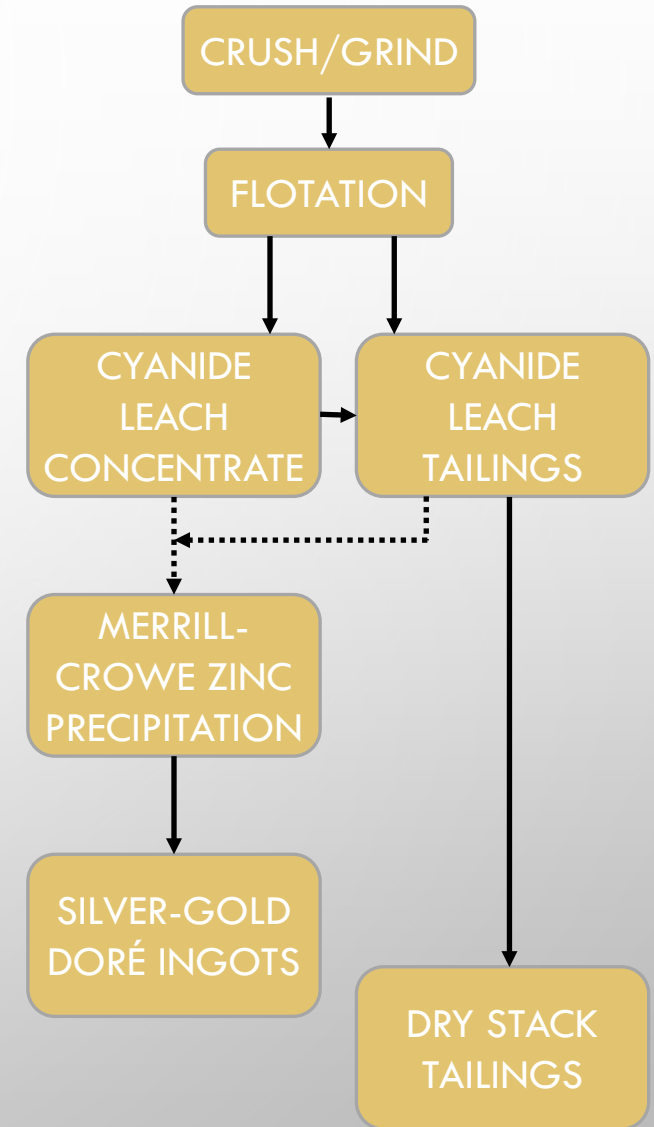 CRUSH/GRIND
FLOTATION
CYANIDE
LEACH
CONCENTRATE
CYANIDE
LEACH
TAILINGS
MERRILL-
CROWE ZINC
PRECIPITATION
SILVER-GOLD
DORÉ INGOTS
DRY STACK
TAILINGS